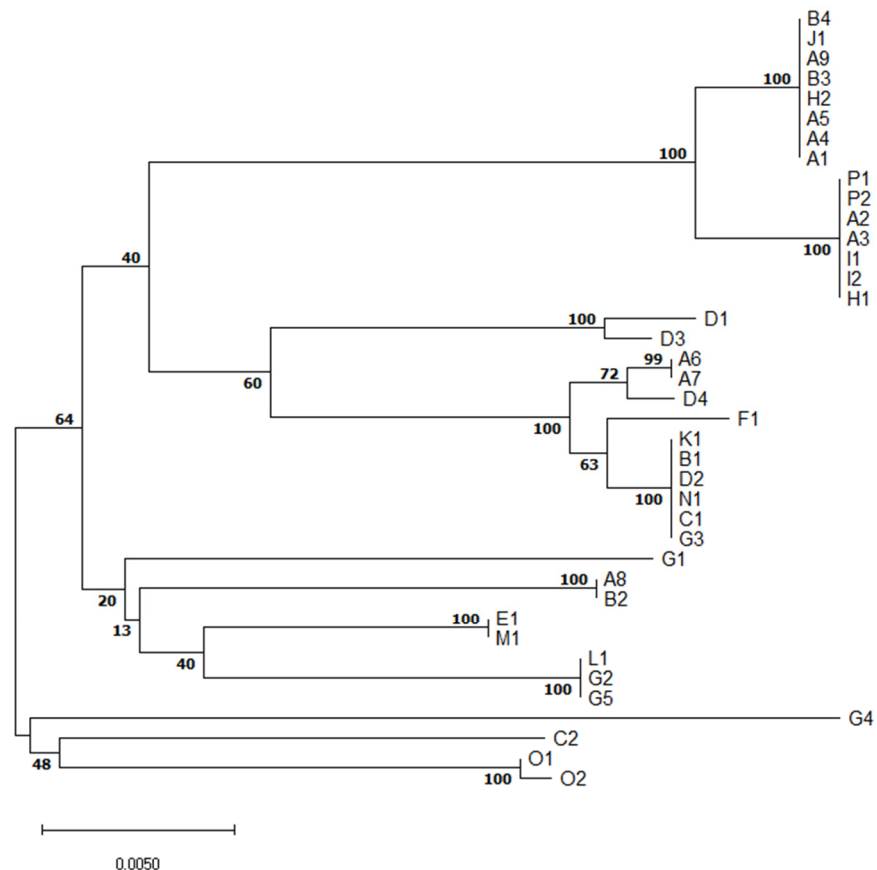 B4
J1
A9
100 B3
H2
A5
A4
100 A1
P1
P2
A2
A3
100
40 I1
I2
H1
100 D1
D3
99 A6
72 A7
60
D4
64 F1
100
K1
63 B1
D2
100 N1
C1
G3
G1
100 A8
20 B2
100 E1
13
M1
L1
40 G2
100 G5
G4
C2
48 O1
100 O2
0.0050